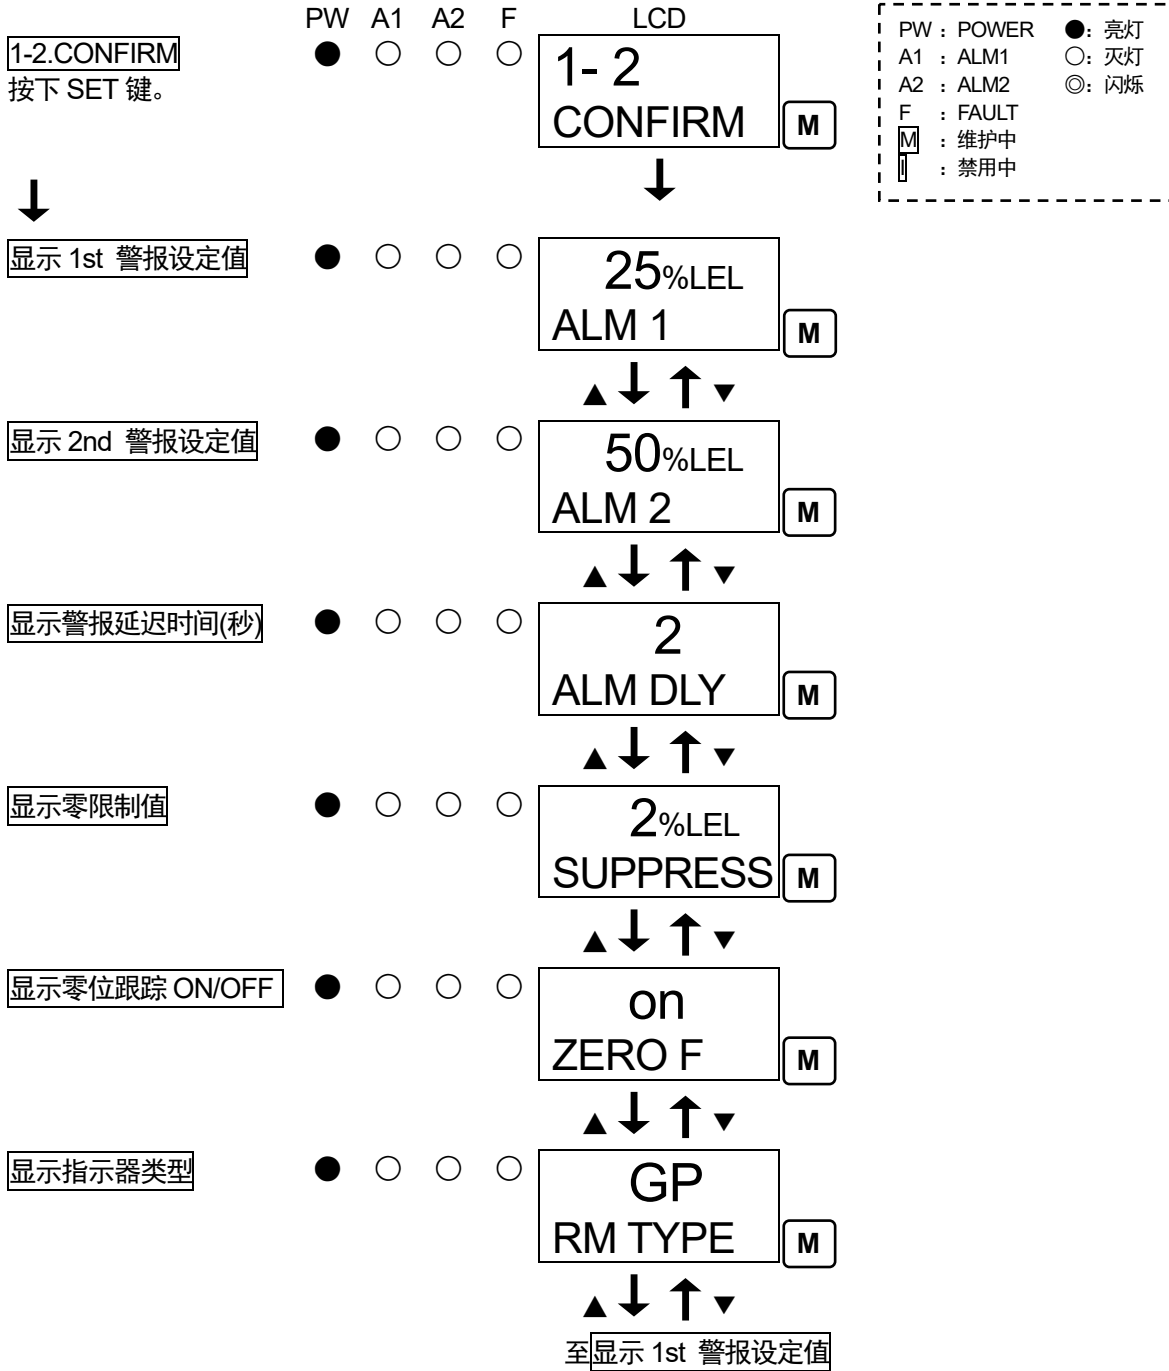 PW A1 A2 F LCD
1-2.CONFIRM ● ○ ○ ○ 1- 2
按下 SET 键。 CONFIRM M
PW : POWER ●: 亮灯
A1 : ALM1 ○: 灭灯
A2 : ALM2 ◎: 闪烁
F : FAULT
M : 维护中
I : 禁用中
↓ ↓
显示 1st 警报设定值 ● ○ ○ ○ 25%LEL
ALM 1 M
▲ ↓ ↑ ▼
显示 2nd 警报设定值 ● ○ ○ ○ 50%LEL
ALM 2 M
▲ ↓ ↑ ▼
显示警报延迟时间(秒) ● ○ ○ ○ 2
ALM DLY M
▲ ↓ ↑ ▼
显示零限制值 ● ○ ○ ○ 2%LEL
SUPPRESS M
▲ ↓ ↑ ▼
显示零位跟踪 ON/OFF ● ○ ○ ○ on
ZERO F M
▲ ↓ ↑ ▼
显示指示器类型 ● ○ ○ ○ GP
RM TYPE M
▲ ↓ ↑ ▼
至显示 1st 警报设定值